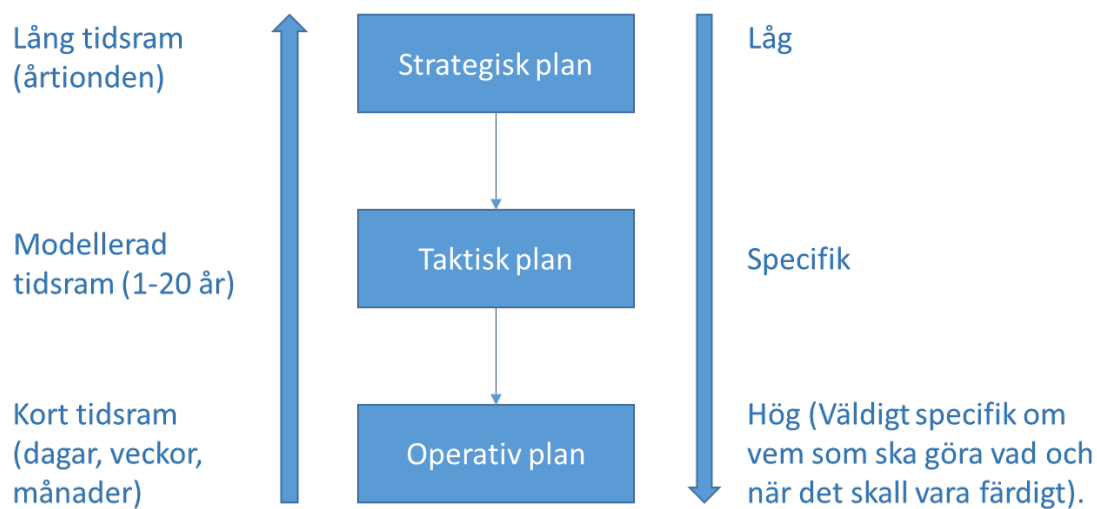 Lång tidsram
(årtionden)
Strategisk plan
Låg
Modellerad
tidsram (1-20 år)
Taktisk plan
Specifik
Kort tidsram
(dagar, veckor,
månader)
Operativ plan
Hög (Väldigt specifik om
vem som ska göra vad och
när det skall vara färdigt).